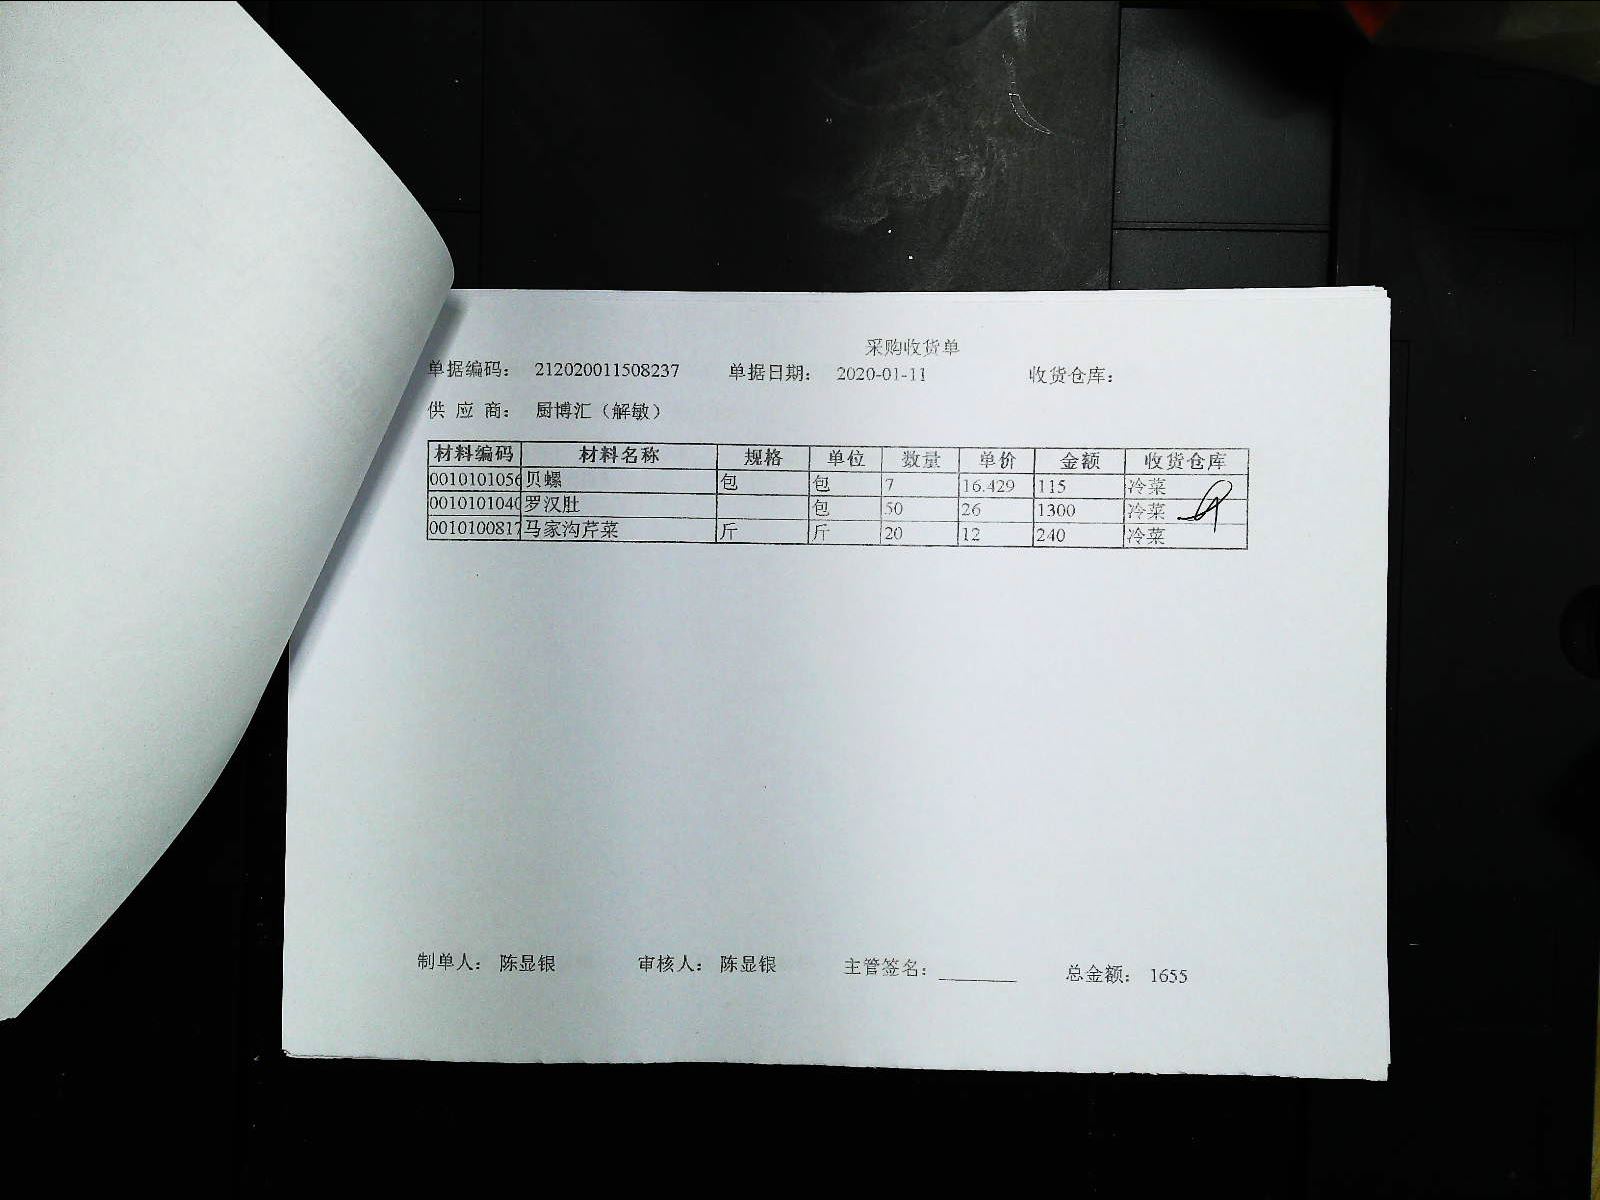 采购收货单
单据编码： 212020011508237 单据日期： 2020-01-11 收货仓库：
供 应 商： 厨博汇（解敏）
材料编码 材料名称 规格 单位 数量 单价 金额 收货仓库
0010101056 贝螺 包 包 7 16.429 115 冷菜
0010101040 罗汉肚 包 50 26 1300 冷菜
0010100817 马家沟芹菜 斤 斤 20 12 240 冷菜
制单人： 陈显银 审核人： 陈显银 主管签名： 总金额： 1655